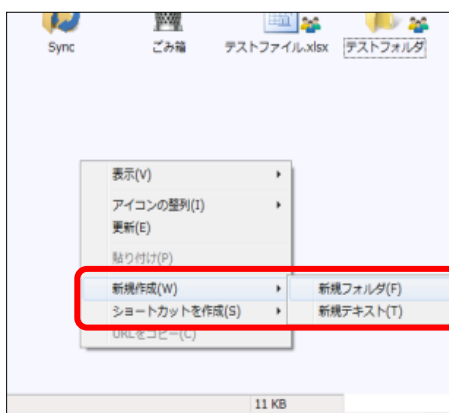 Sync ごみ箱 テストファイル.xlsx テストフォルダ
表示(V)
アイコンの整列(I)
更新(E)
貼り付け(P)
新規作成(W) 新規フォルダ(F)
ショートカットを作成(S) 新規テキスト(T)
URLをコピー(C)
11 KB